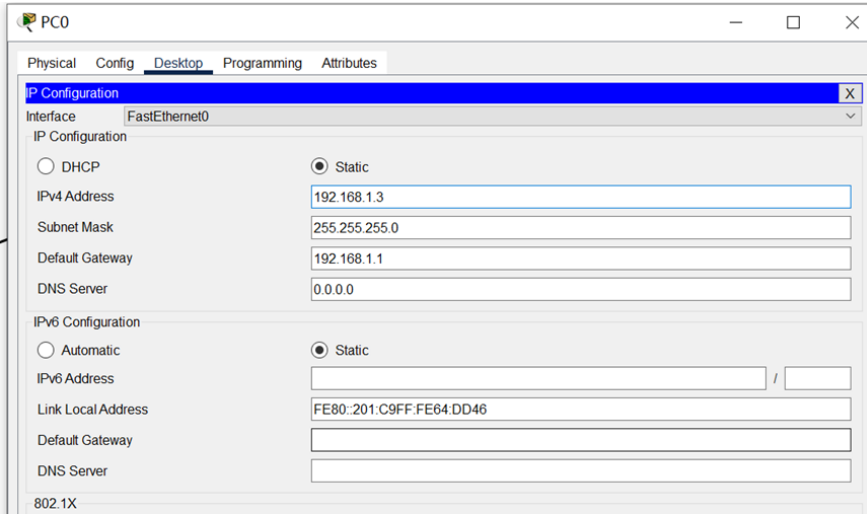 PC0
Physical Config Desktop Programming Attributes
IP Configuration X
Interface FastEthernet0
IP Configuration
DHCP Static
IPv4 Address 192.168.1.3
Subnet Mask 255.255.255.0
Default Gateway 192.168.1.1
DNS Server 0.0.0.0
IPv6 Configuration
Automatic Static
IPv6 Address /
Link Local Address FE80::201:C9FF:FE64:DD46
Default Gateway
DNS Server
802.1X